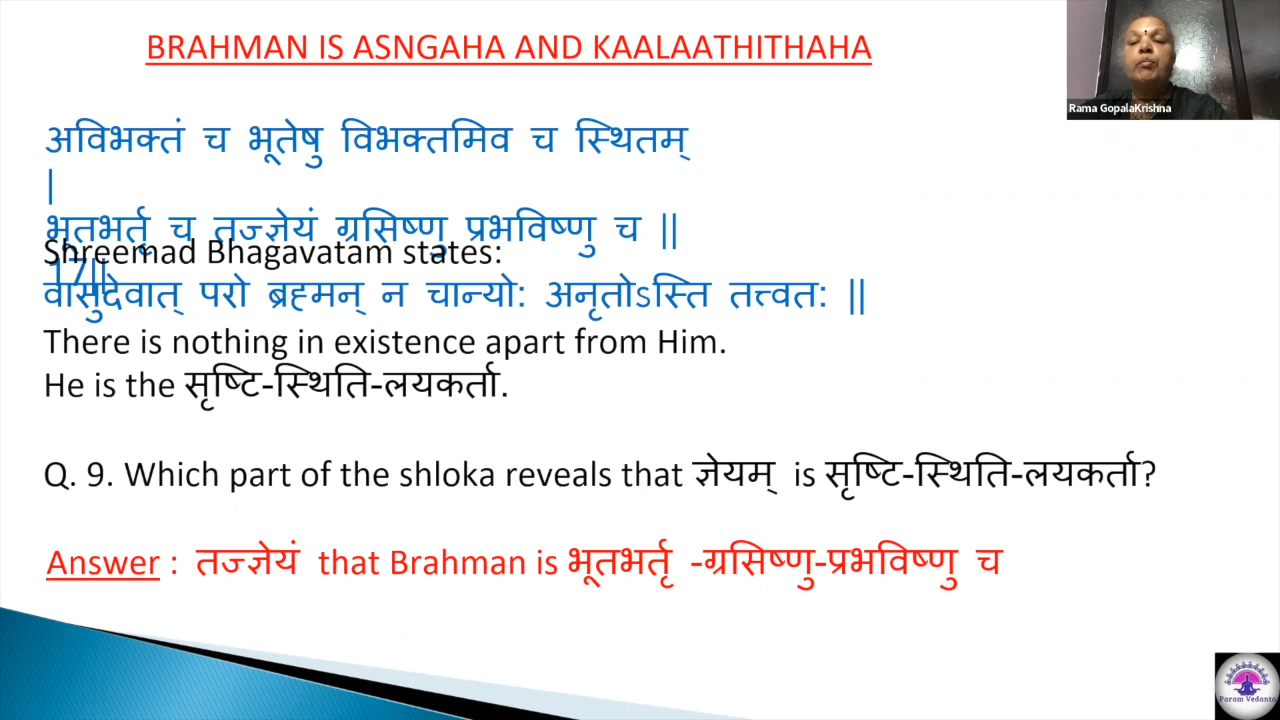 BRAHMAN IS ASNGAHA AND KAALAATHITHAHA
Rama GopalaKrishna
अविभक्तं च भूतेषु विभक्तमिव च स्थितम्
|
भूतभर्तृ च तज्ज्ञेयं ग्रसिष्णु प्रभविष्णु च ||
17||
Shreemad Bhagavatam states:
वासुदेवात् परो ब्रह्मन् न चान्यो: अनृतोऽस्ति तत्त्वत: ||
There is nothing in existence apart from Him.
He is the सृष्टि-स्थिति-लयकर्ता.
Q. 9. Which part of the shloka reveals that ज्ञेयम् is सृष्टि-स्थिति-लयकर्ता?
Answer : तज्ज्ञेयं that Brahman is भूतभर्तृ -ग्रसिष्णु-प्रभविष्णु च
Param Vedanta